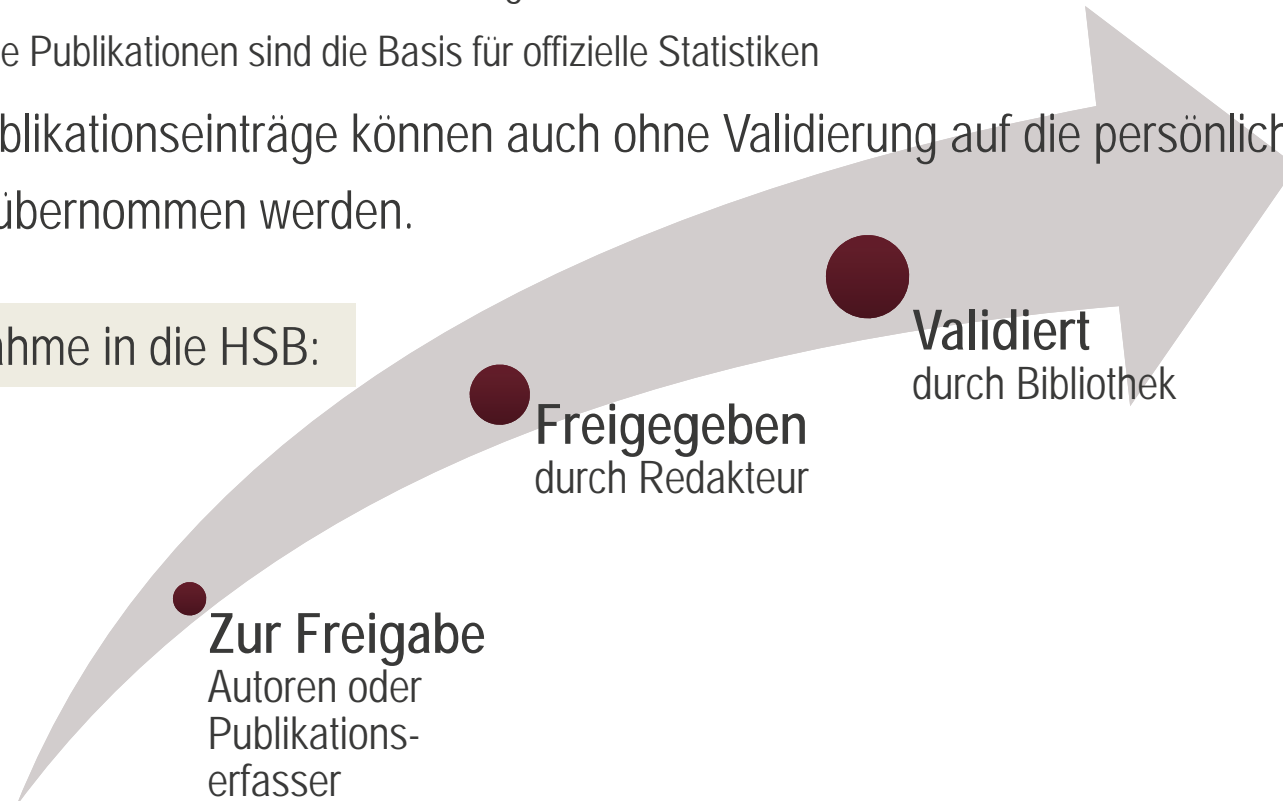 e Publikationen sind die Basis für offizielle Statistiken
blikationseinträge können auch ohne Validierung auf die persönlich
übernommen werden.
ahme in die HSB:
Validiert
durch Bibliothek
Freigegeben
durch Redakteur
Zur Freigabe
Autoren oder
Publikations-
erfasser